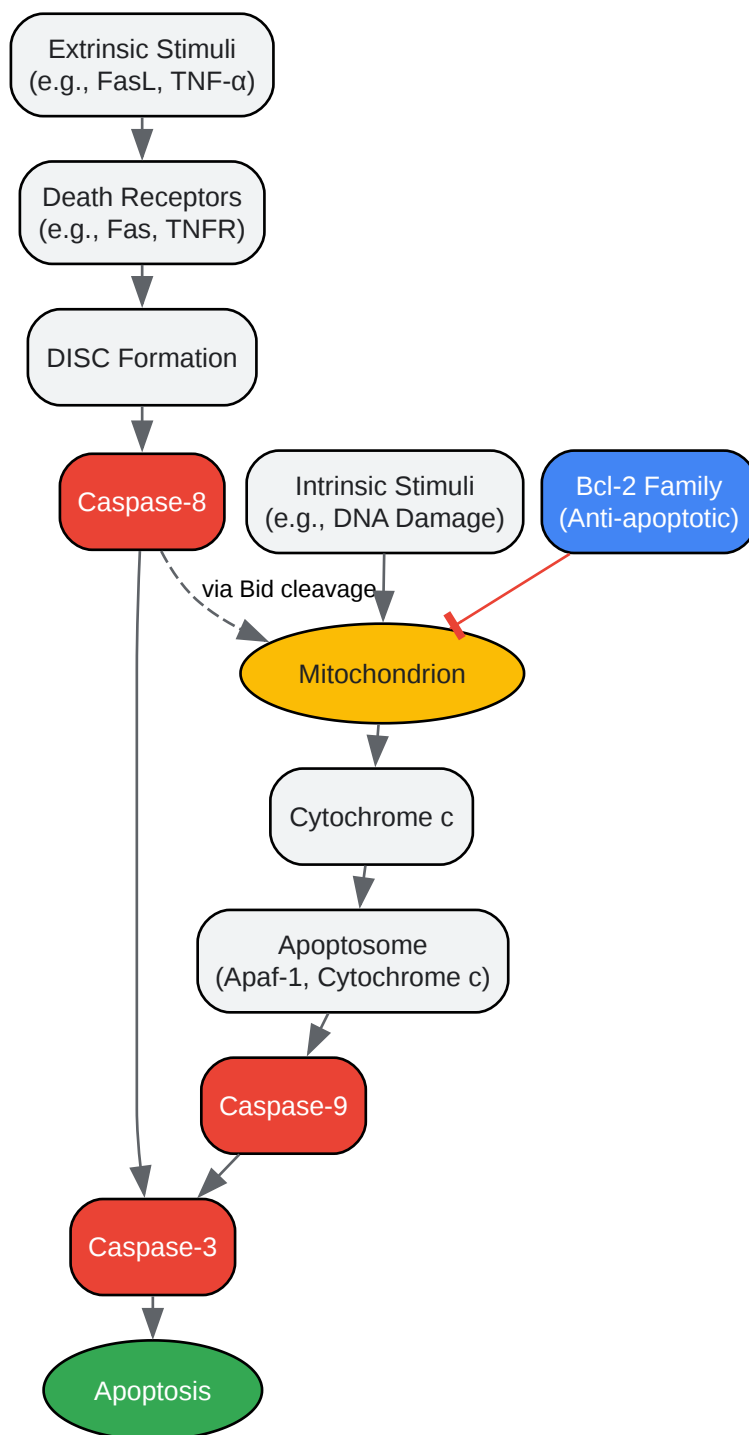 Extrinsic Stimuli
(e.g., FasL, TNF-α)
Death Receptors
(e.g., Fas, TNFR)
DISC Formation
Caspase-8
Intrinsic Stimuli
(e.g., DNA Damage)
Bcl-2 Family
(Anti-apoptotic)
via Bid cleavage
Mitochondrion
Cytochrome c
Apoptosome
(Apaf-1, Cytochrome c)
Caspase-9
Caspase-3
Apoptosis